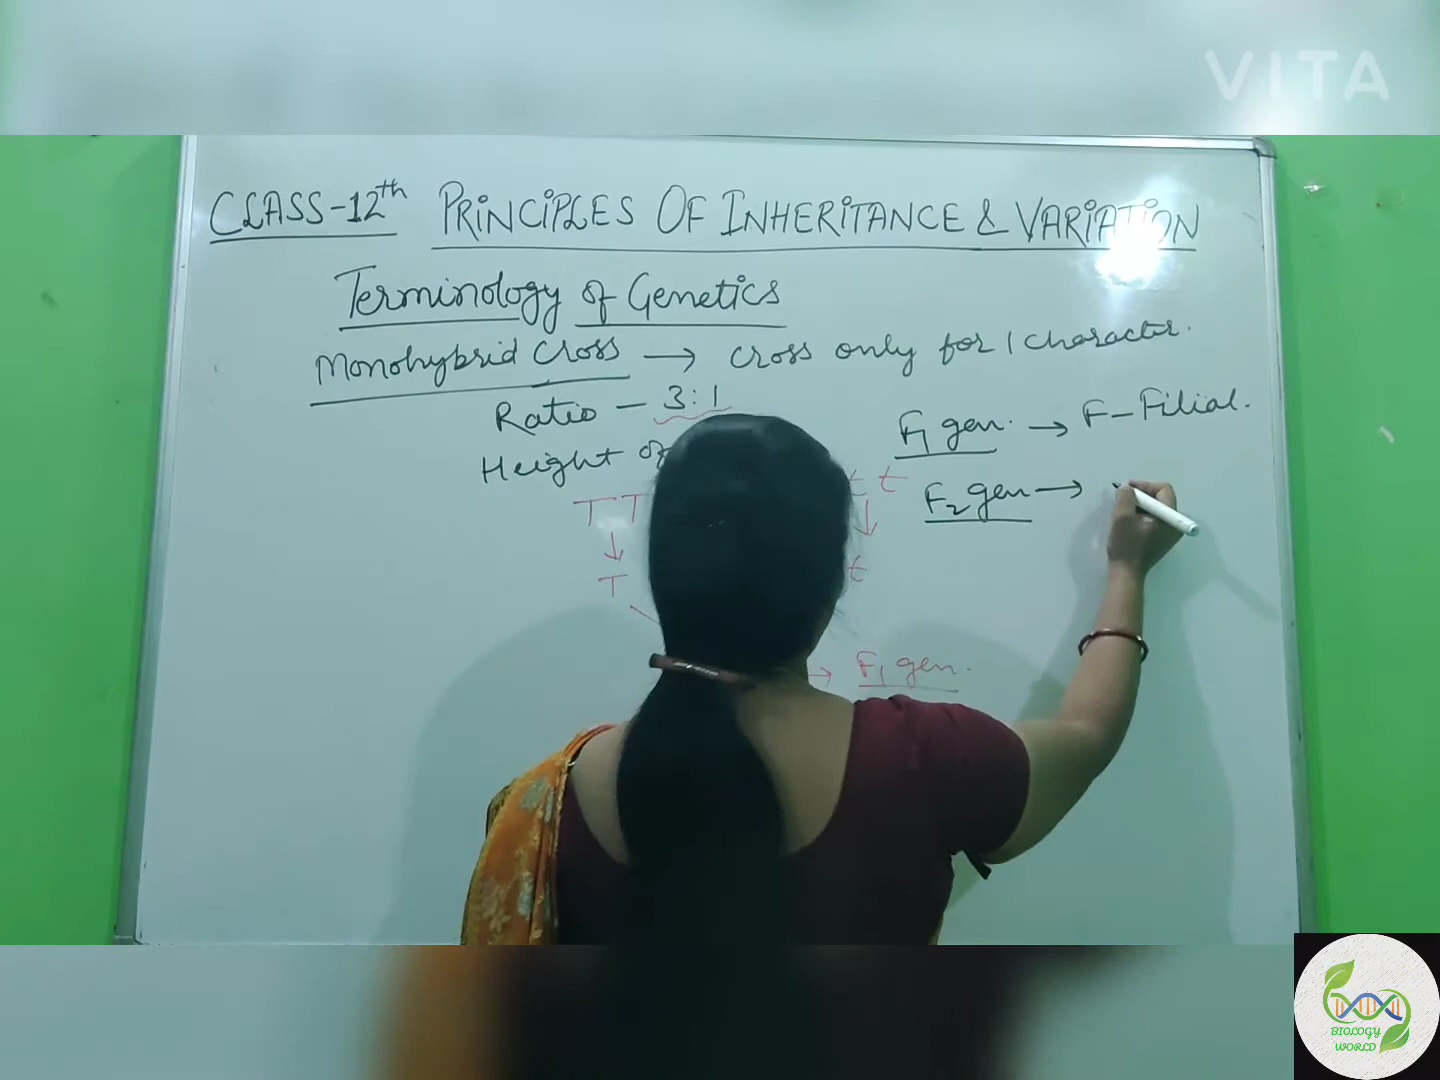 VITA
CLASS-12th PRINCIPLES OF INHERITANCE & VARIATION
Terminology of Genetics
Monohybrid Cross → Cross only for 1 character.
Ratio – 3:1
Height of
F1 gen. → F – Filial.
F2 gen →
T T
t t
T
t
→ F1 gen.
BIOLOGY
WORLD